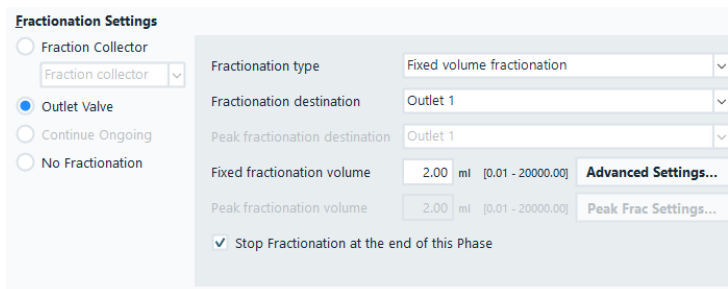 Fractionation Settings
Fraction Collector
Fraction collector
Outlet Valve
Continue Ongoing
No Fractionation
Fractionation type Fixed volume fractionation
Fractionation destination Outlet 1
Peak fractionation destination Outlet 1
Fixed fractionation volume 2.00 ml [0.01 - 20000.00] Advanced Settings...
Peak fractionation volume 2.00 ml [0.01 - 20000.00] Peak Frac Settings...
Stop Fractionation at the end of this Phase